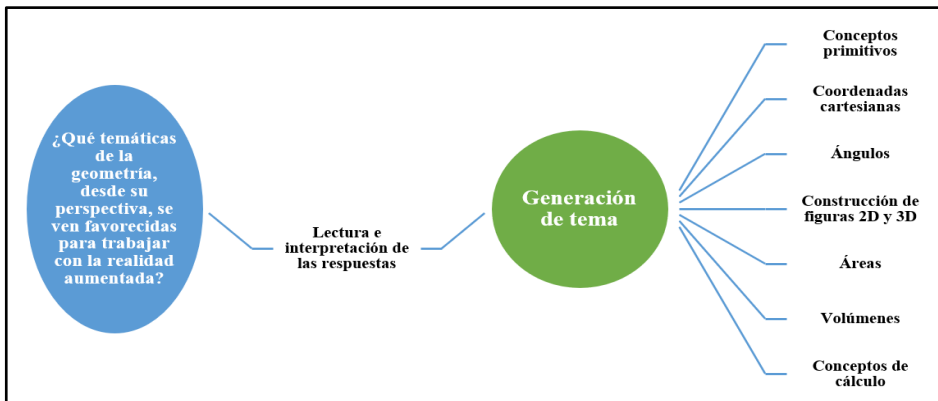 ¿Qué temáticas
de la
geometría,
desde su
perspectiva, se
ven favorecidas
para trabajar
con la realidad
aumentada?
Lectura e
interpretación de
las respuestas
Generación
de tema
Conceptos
primitivos
Coordenadas
cartesianas
Ángulos
Construcción de
figuras 2D y 3D
Áreas
Volúmenes
Conceptos de
cálculo